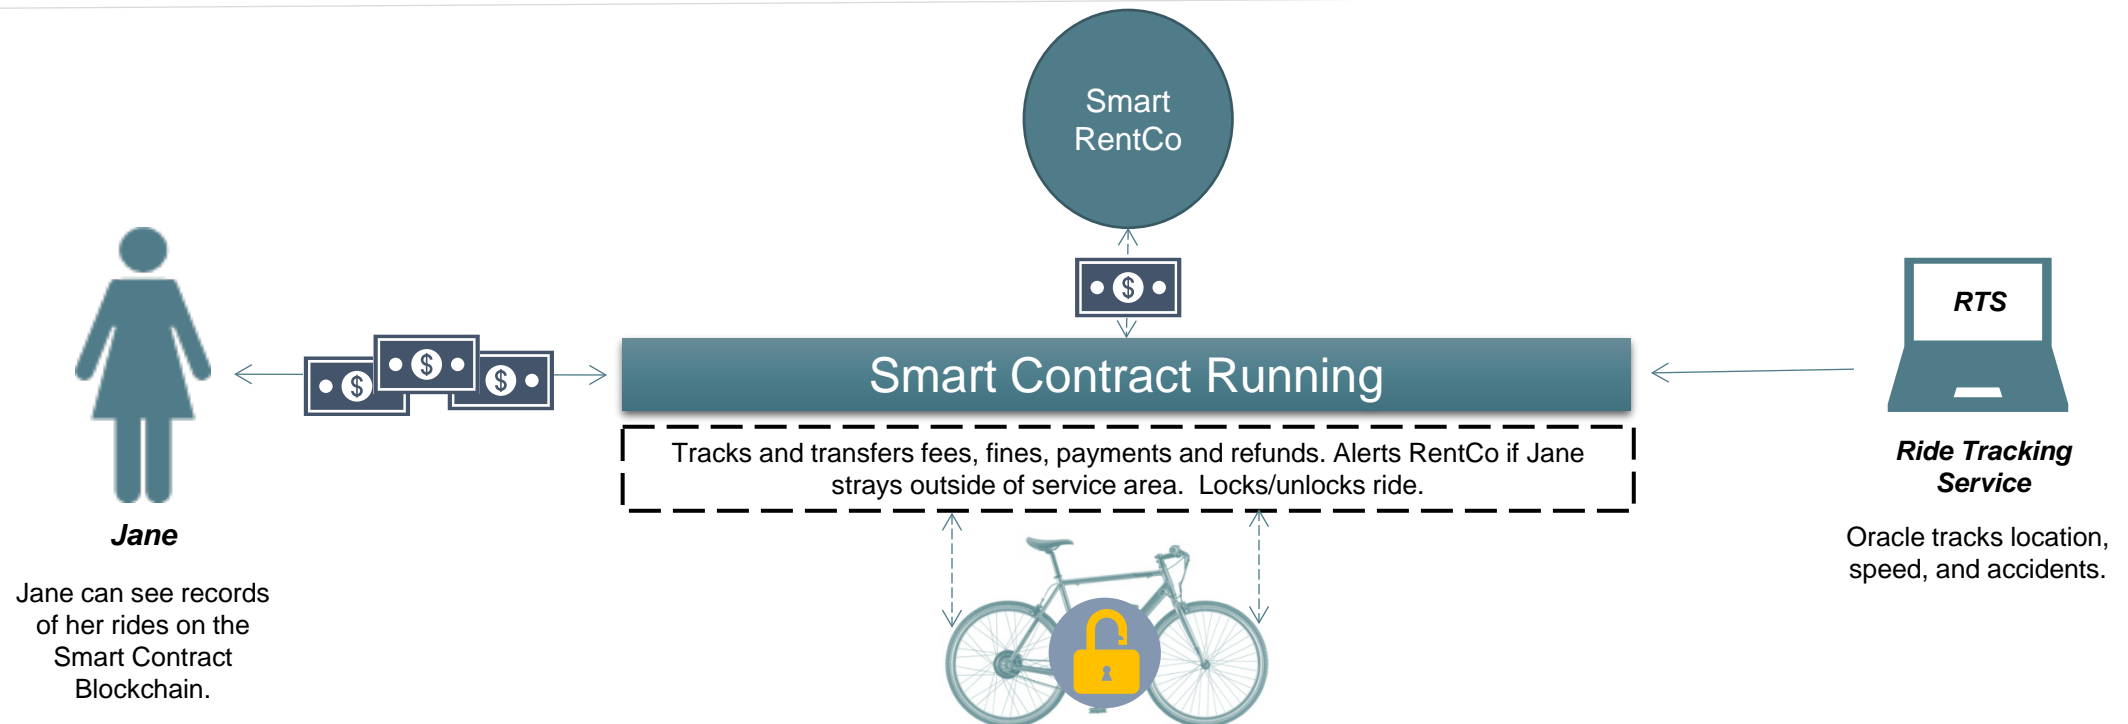 Smart
RentCo
$
$
$
$
Smart Contract Running
Tracks and transfers fees, fines, payments and refunds. Alerts RentCo if Jane
strays outside of service area.  Locks/unlocks ride.
Jane
Jane can see records
of her rides on the
Smart Contract
Blockchain.
RTS
Ride Tracking
Service
Oracle tracks location,
speed, and accidents.